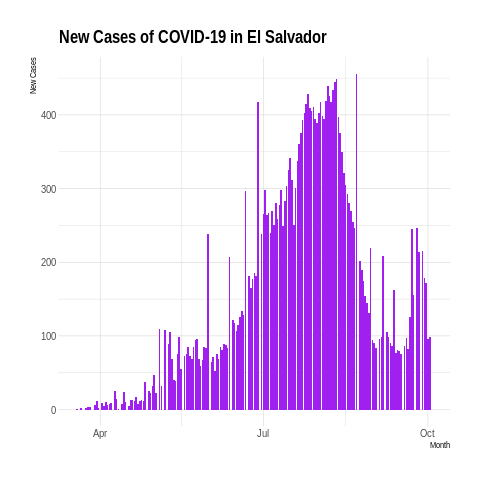 New Cases of COVID-19 in El Salvador
New Cases
400
300
200
100
0
Apr
Jul
Oct
Month